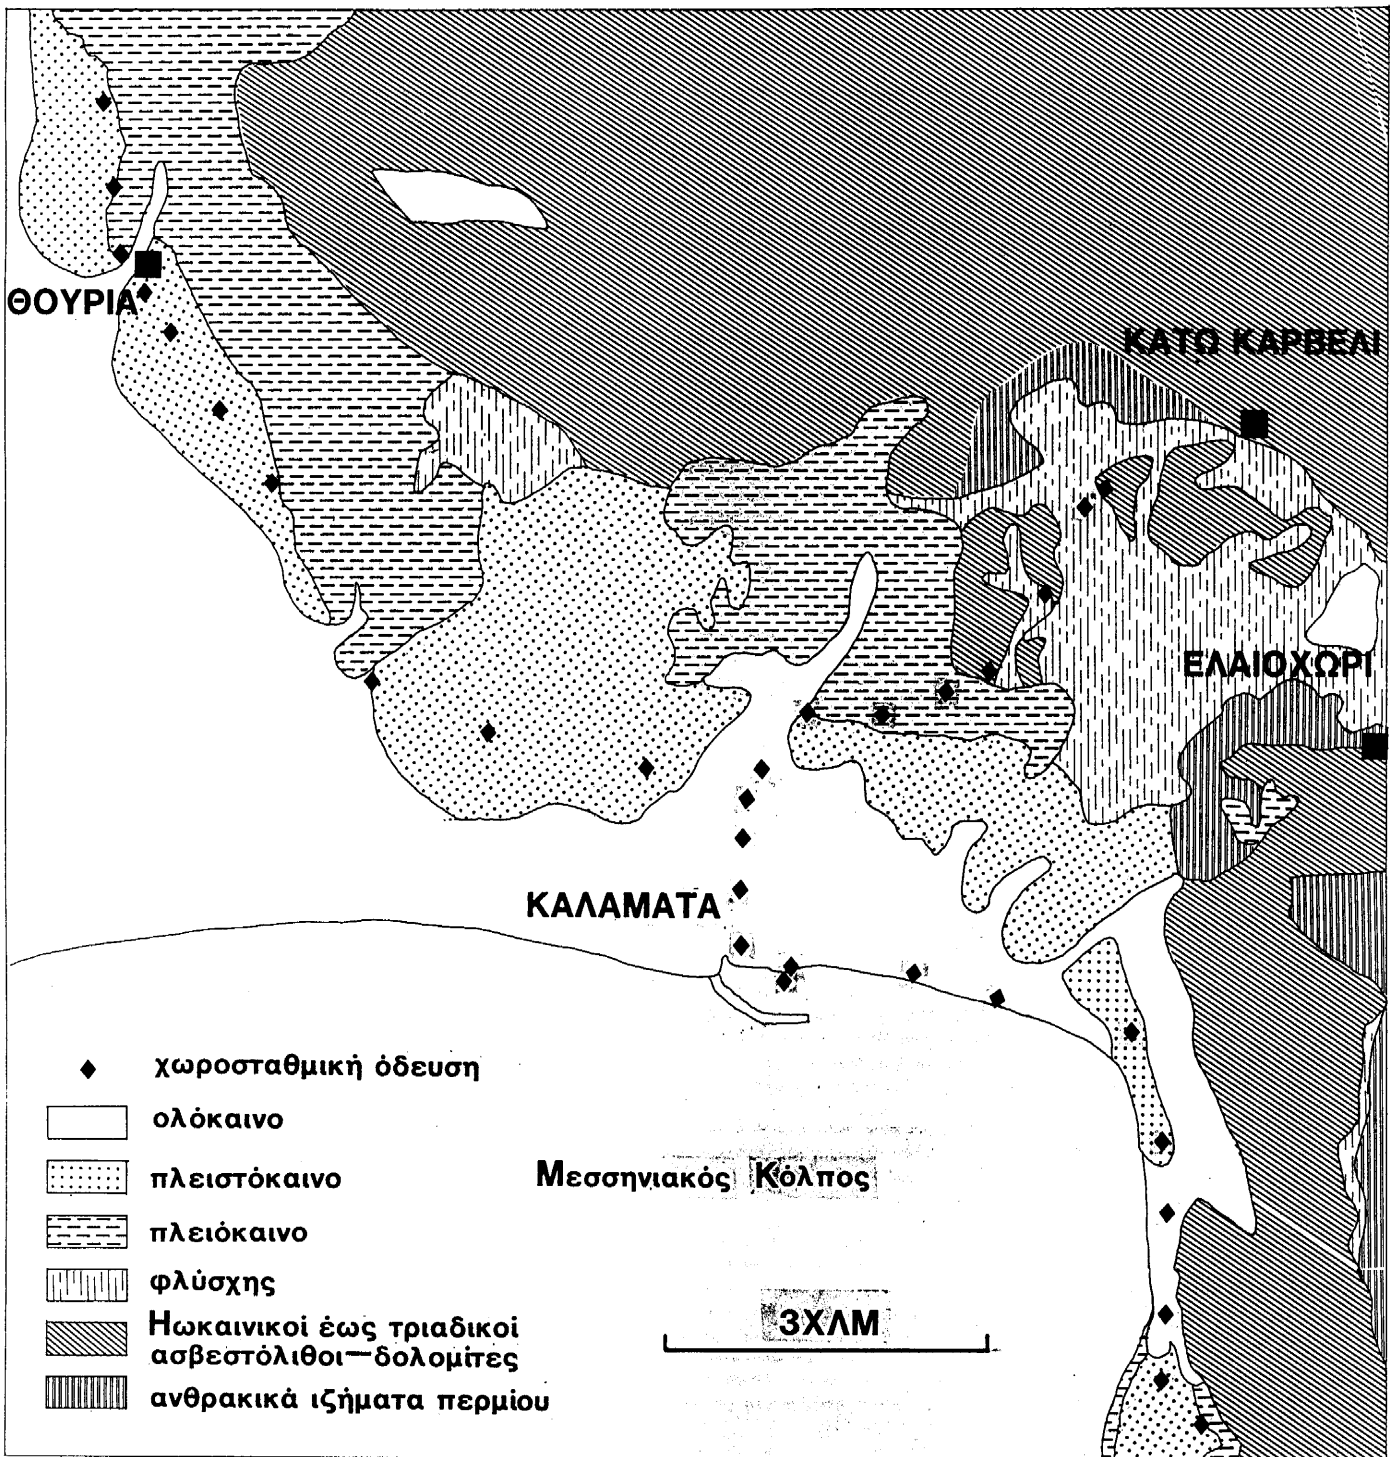 ΘΟΥΡΙΑ
ΚΑΤΩ ΚΑΡΒΕΛΙ
ΕΛΑΙΟΧΩΡΙ
ΚΑΛΑΜΑΤΑ
χωροσταθμική όδευση
ολόκαινο
πλειστόκαινο
Μεσσηνιακός Κόλπος
πλειόκαινο
φλύσχης
Ηωκαινικοί έως τριαδικοί
ασβεστόλιθοι–δολομίτες
3ΧΛΜ
ανθρακικά ιζήματα περμίου